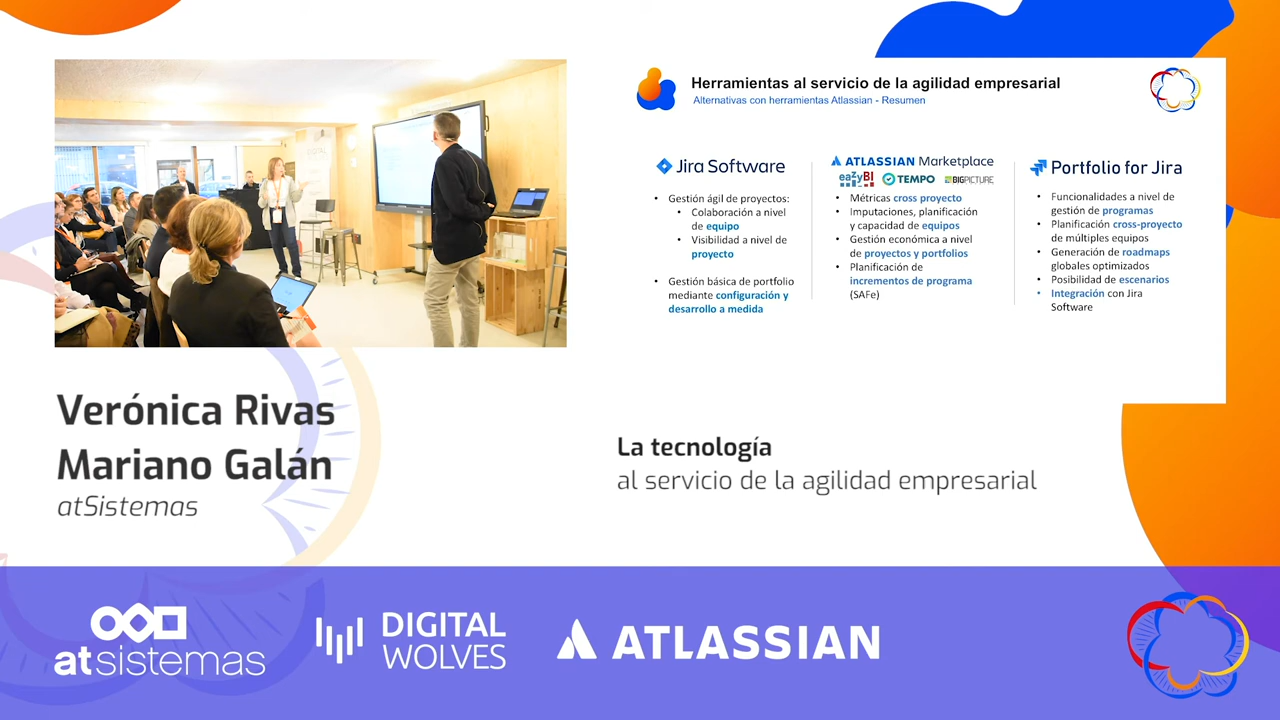 Herramientas al servicio de la agilidad empresarial
Alternativas con herramientas Atlassian - Resumen
Jira Software
• Gestión ágil de proyectos:
• Colaboración a nivel
de equipo
• Visibilidad a nivel de
proyecto
• Gestión básica de portfolio
mediante configuración y
desarrollo a medida
ATLASSIAN Marketplace
eazyBI TEMPO BIGPICTURE
• Métricas cross proyecto
• Imputaciones, planificación
y capacidad de equipos
• Gestión económica a nivel
de proyectos y portfolios
• Planificación de
incrementos de programa
(SAFe)
Portfolio for Jira
• Funcionalidades a nivel de
gestión de programas
• Planificación cross-proyecto
de múltiples equipos
• Generación de roadmaps
globales optimizados
• Posibilidad de escenarios
• Integración con Jira
Software
Verónica Rivas
Mariano Galán
atSistemas
La tecnología
al servicio de la agilidad empresarial
atsistemas
DIGITAL
WOLVES
ATLASSIAN